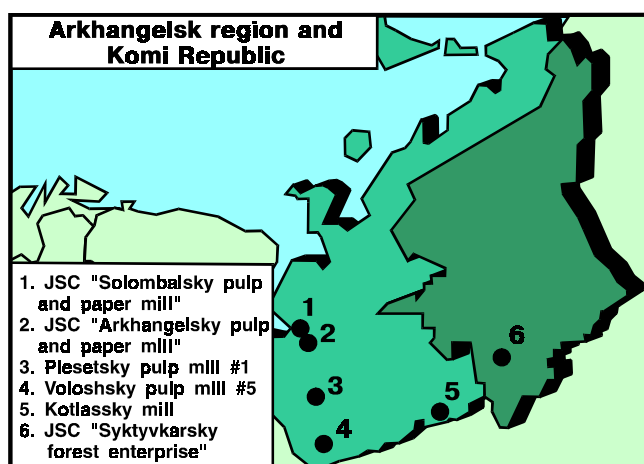 Arkhangelsk region and
Komi Republic
1. JSC "Solombalsky pulp
and paper mill"
2. JSC "Arkhangelsky pulp
and paper mill"
3. Plesetsky pulp mill #1
4. Voloshsky pulp mill #5
5. Kotlassky mill
6. JSC "Syktyvkarsky
forest enterprise"
1
2
3
4
5
6